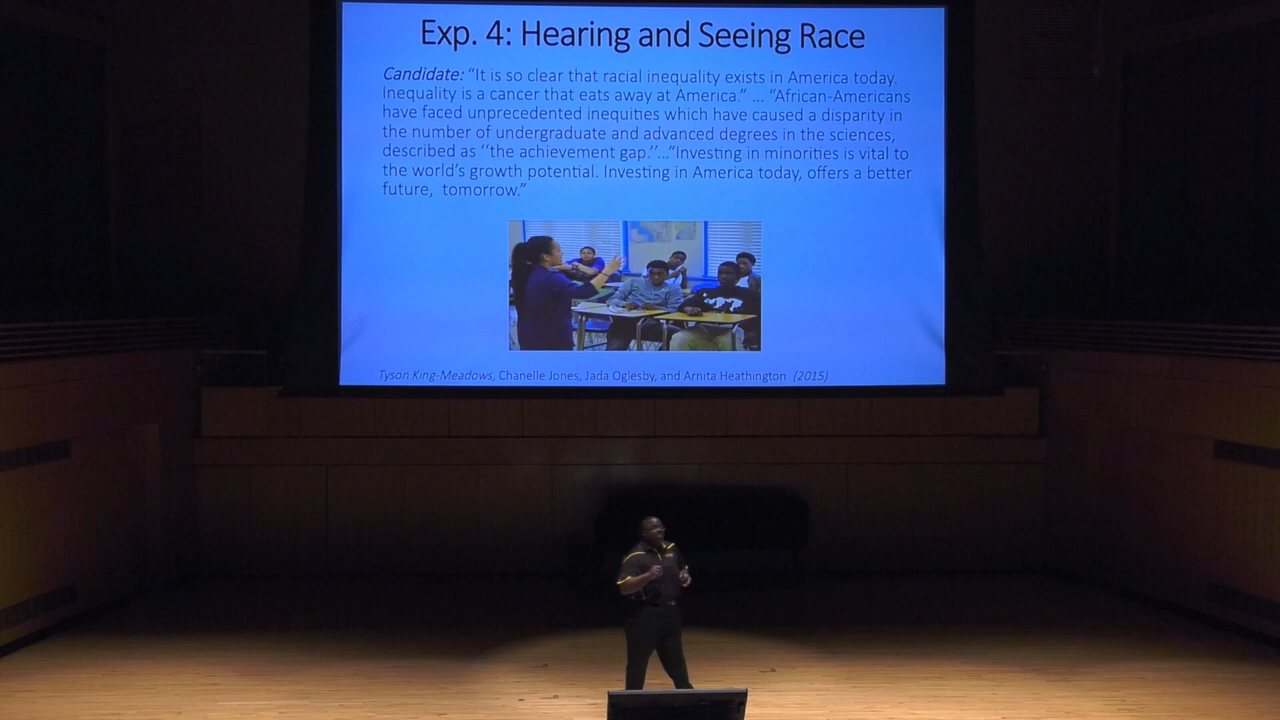 Exp. 4: Hearing and Seeing Race
Candidate: “It is so clear that racial inequality exists in America today.
Inequality is a cancer that eats away at America.” ... “African-Americans
have faced unprecedented inequities which have caused a disparity in
the number of undergraduate and advanced degrees in the sciences,
described as ‘‘the achievement gap.’’...“Investing in minorities is vital to
the world’s growth potential. Investing in America today, offers a better
future, tomorrow.”
Tyson King-Meadows, Chanelle Jones, Jada Oglesby, and Arnita Heathington (2015)